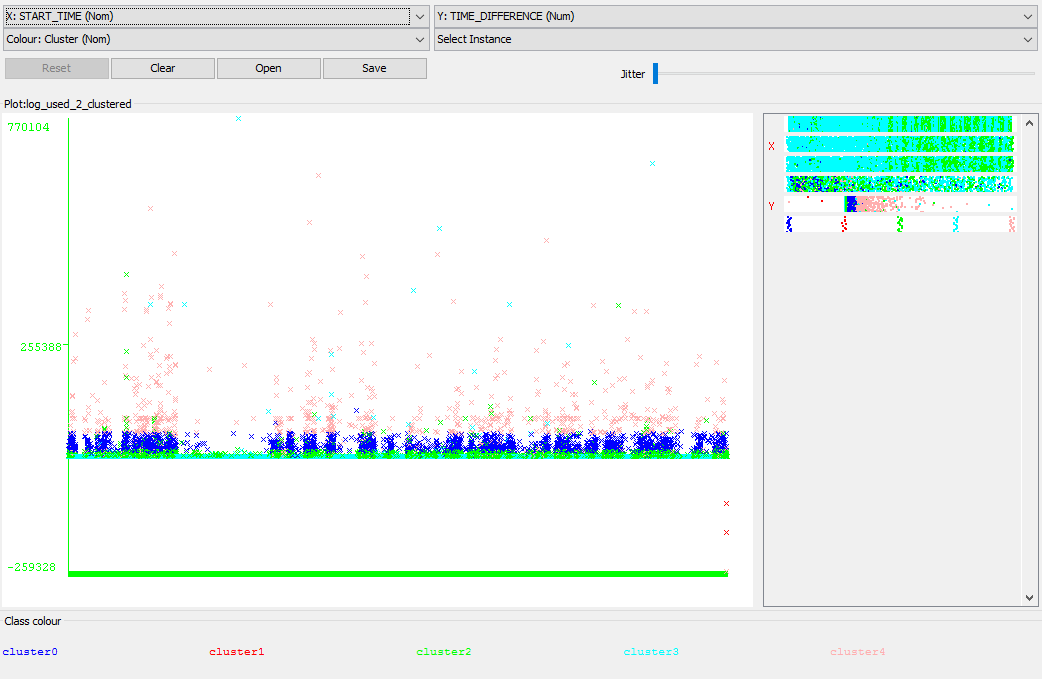 X: START_TIME (Nom) Y: TIME_DIFFERENCE (Num)
Colour: Cluster (Nom) Select Instance
Reset Clear Open Save Jitter
Plot:log_used_2_clustered
770104
255388
-259328
X
Y
Class colour
cluster0 cluster1 cluster2 cluster3 cluster4